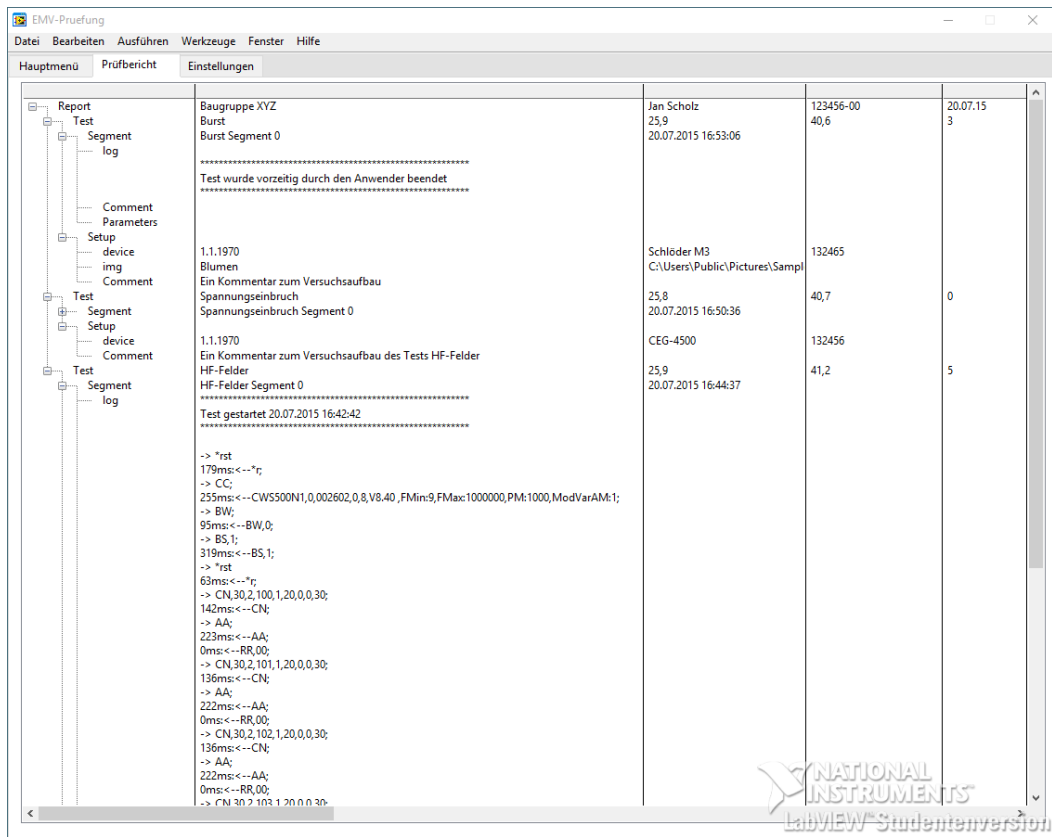 EMV-Pruefung
Datei Bearbeiten Ausführen Werkzeuge Fenster Hilfe
Hauptmenü Prüfbericht Einstellungen
Report Baugruppe XYZ Jan Scholz 123456-00 20.07.15
Test Burst 25,9 40,6 3
Segment Burst Segment 0 20.07.2015 16:53:06
log
**********************************************************
Test wurde vorzeitig durch den Anwender beendet
**********************************************************
Comment
Parameters
Setup
device 1.1.1970 Schlöder M3 132465
img Blumen C:\Users\Public\Pictures\Sampl
Comment Ein Kommentar zum Versuchsaufbau
Test Spannungseinbruch 25,8 40,7 0
Segment Spannungseinbruch Segment 0 20.07.2015 16:50:36
Setup
device 1.1.1970 CEG-4500 132456
Comment Ein Kommentar zum Versuchsaufbau des Tests HF-Felder
Test HF-Felder 25,9 41,2 5
Segment HF-Felder Segment 0 20.07.2015 16:44:37
log **********************************************************
Test gestartet 20.07.2015 16:42:42
**********************************************************
-> *rst
179ms:<--*r;
-> CC;
255ms:<--CWS500N1,0,002602,0,8,V8.40 ,FMin:9,FMax:1000000,PM:1000,ModVarAM:1;
-> BW;
95ms:<--BW,0;
-> BS,1;
319ms:<--BS,1;
-> *rst
63ms:<--*r;
-> CN,30,2,100,1,20,0,0,30;
142ms:<--CN;
-> AA;
223ms:<--AA;
0ms:<--RR,00;
-> CN,30,2,101,1,20,0,0,30;
136ms:<--CN;
-> AA;
222ms:<--AA;
0ms:<--RR,00;
-> CN,30,2,102,1,20,0,0,30;
136ms:<--CN;
-> AA;
222ms:<--AA;
0ms:<--RR,00;
-> CN,30,2,103,1,20,0,0,30;
NATIONAL
INSTRUMENTS™
LabVIEW™ Studentenversion